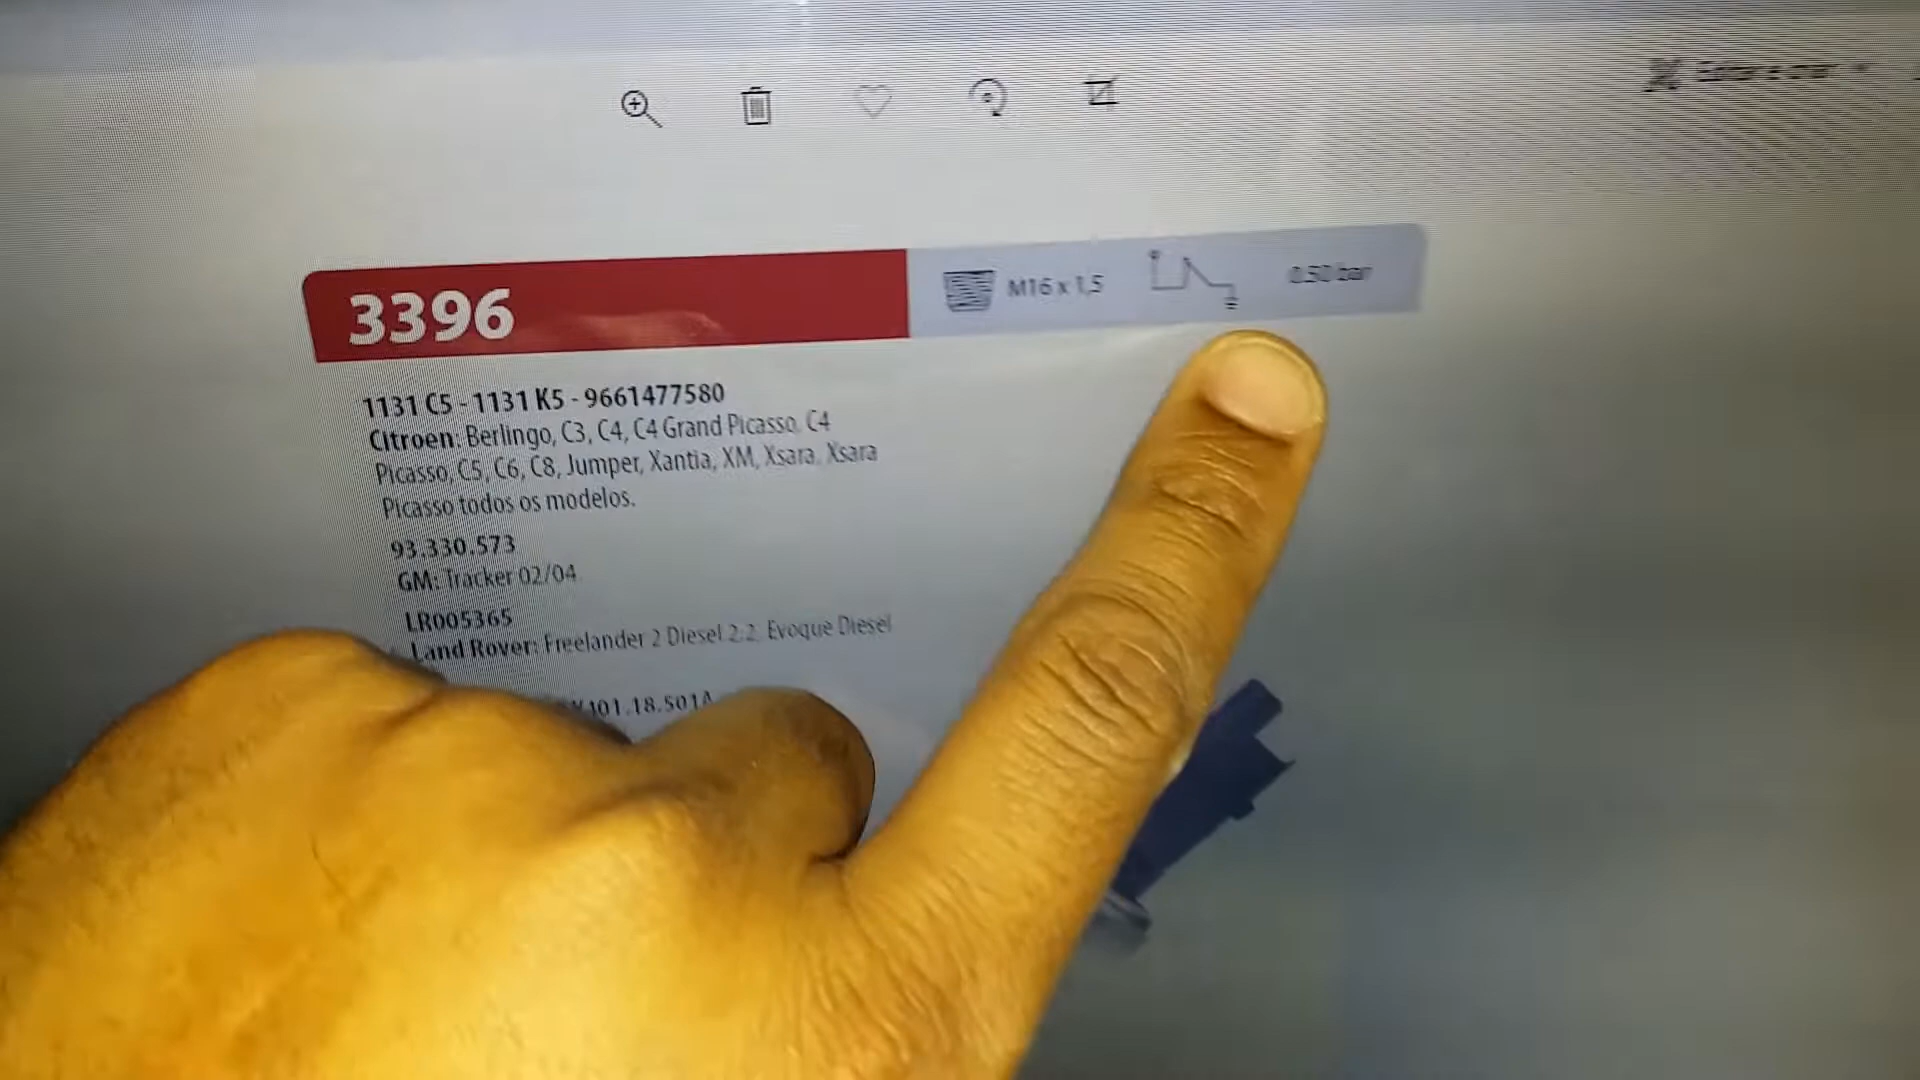 Editar e criar
3396
M16 x 1,5
0,50 bar
1131 C5 - 1131 K5 - 9661477580
Citroen: Berlingo, C3, C4, C4 Grand Picasso, C4
Picasso, C5, C6, C8, Jumper, Xantia, XM, Xsara, Xsara
Picasso todos os modelos.
93.330.573
GM: Tracker 02/04
LR005365
Land Rover: Freelander 2 Diesel 2.2, Evoque Diesel
101.18.501A